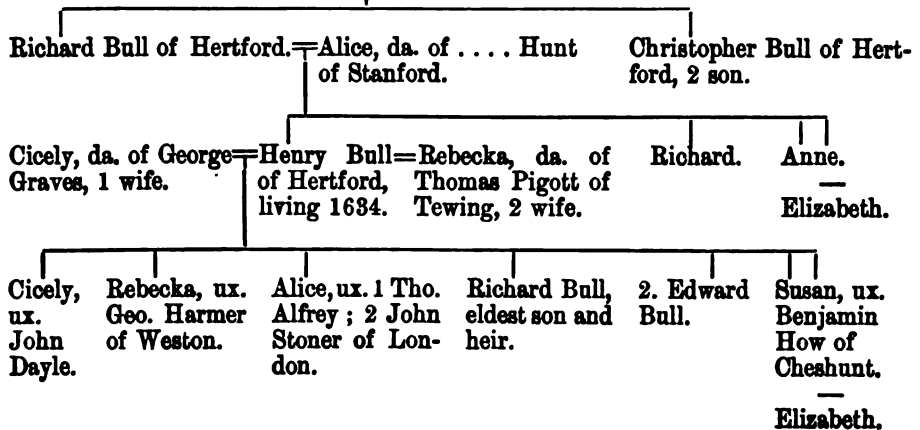 Richard Bull of Hertford.=Alice, da. of .... Hunt
of Stanford.
Christopher Bull of Hert-
ford, 2 son.
Cicely, da. of George=
Graves, 1 wife.
Henry Bull=
of Hertford,
living 1634.
Rebecka, da. of
Thomas Pigott of
Tewing, 2 wife.
Richard.
Anne.
—
Elizabeth.
Cicely,
ux.
John
Dayle.
Rebecka, ux.
Geo. Harmer
of Weston.
Alice, ux. 1 Tho.
Alfrey ; 2 John
Stoner of Lon-
don.
Richard Bull,
eldest son and
heir.
2. Edward
Bull.
Susan, ux.
Benjamin
How of
Cheshunt.
—
Elizabeth.